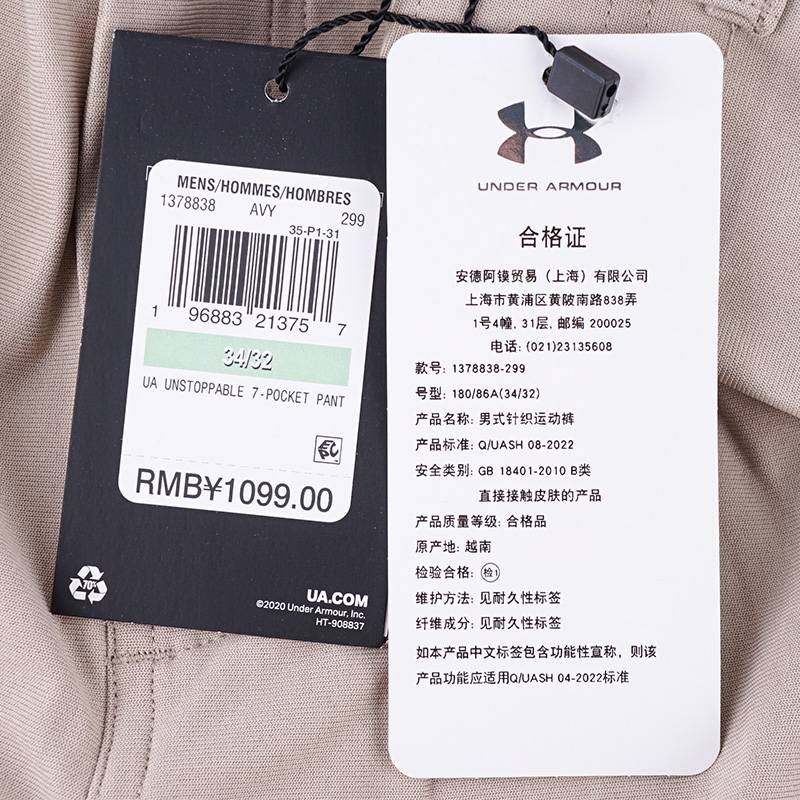 MENS/HOMMES/HOMBRES
1378838 AVY 299
35-P1-31
1 96883 21375 7
34/32
UA UNSTOPPABLE 7-POCKET PANT
RMB¥1099.00
70%
UA.COM
©2020 Under Armour, Inc.
HT-908837
UNDER ARMOUR
合格证
安德阿镆贸易（上海）有限公司
上海市黄浦区黄陂南路838弄
1号4幢, 31层, 邮编 200025
电话: (021)23135608
款号: 1378838-299
号型: 180/86A(34/32)
产品名称: 男式针织运动裤
产品标准: Q/UASH 08-2022
安全类别: GB 18401-2010 B类
直接接触皮肤的产品
产品质量等级: 合格品
原产地: 越南
检验合格: 检1
维护方法: 见耐久性标签
纤维成分: 见耐久性标签
如本产品中文标签包含功能性宣称，则该
产品功能应适用Q/UASH 04-2022标准